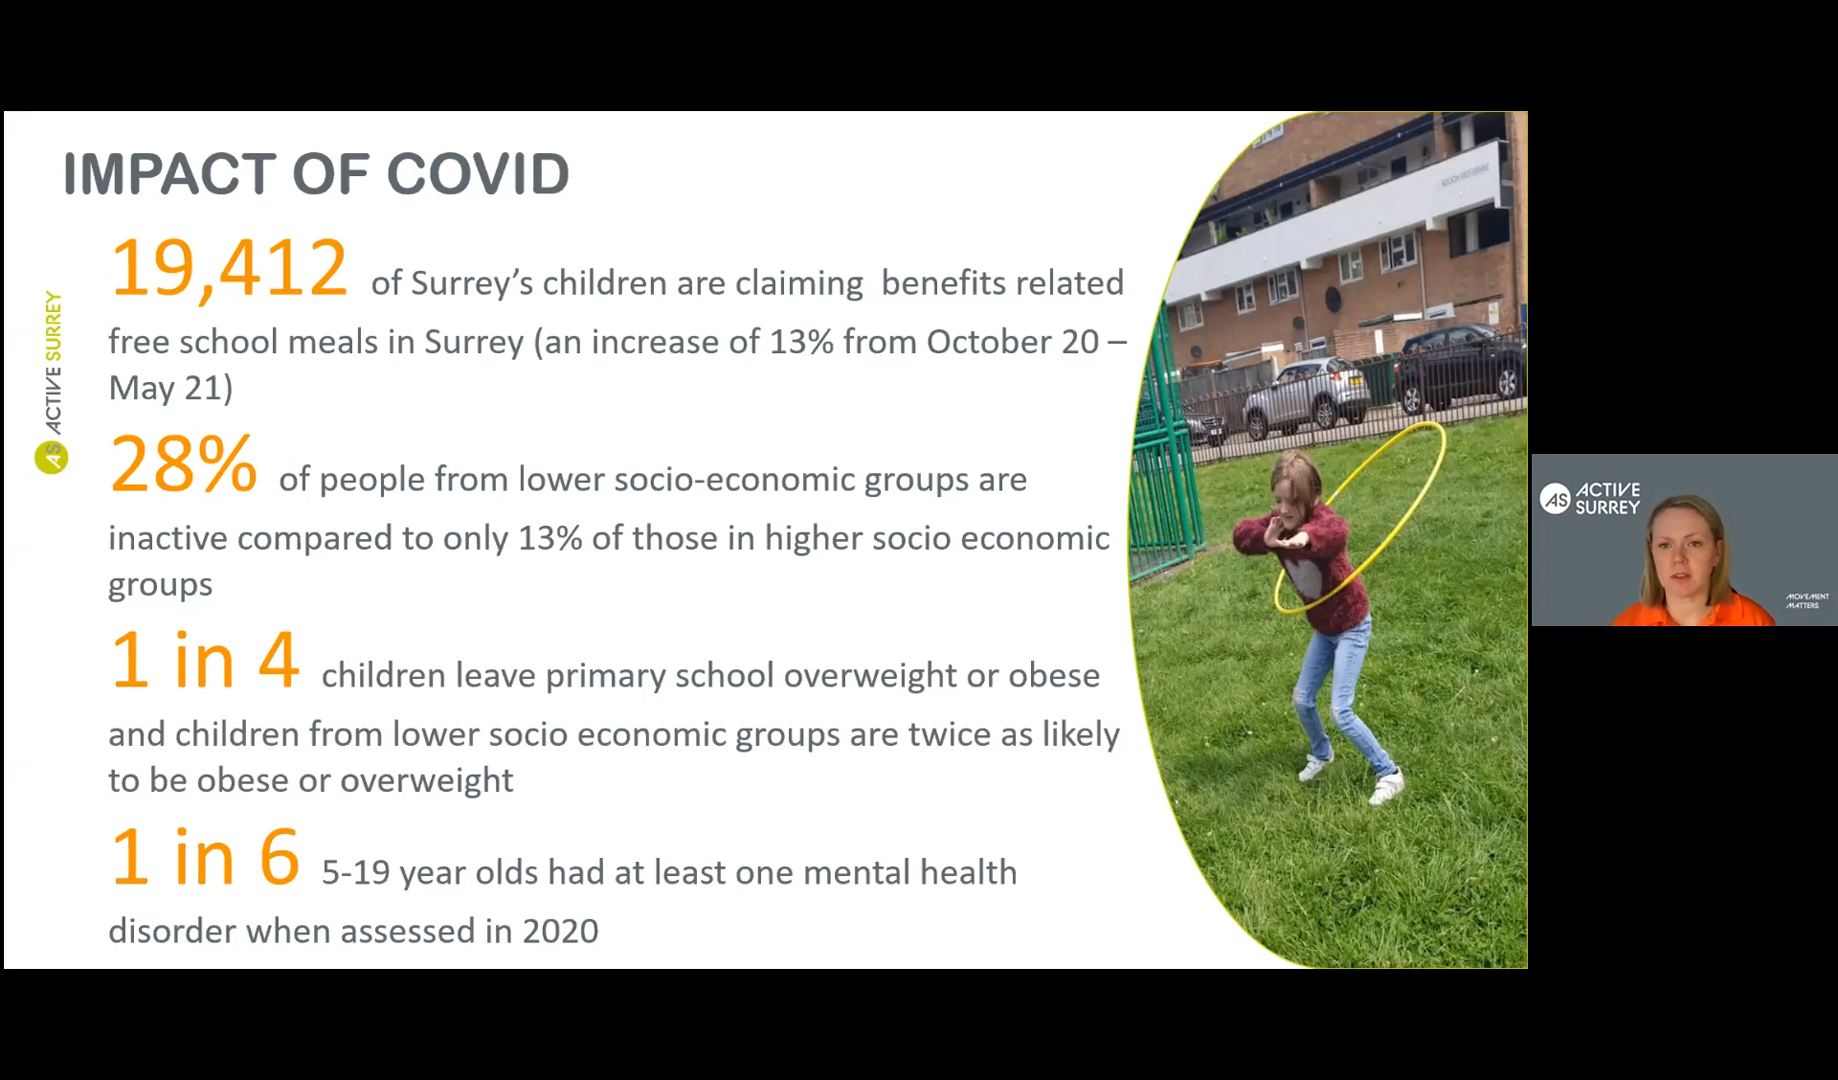 IMPACT OF COVID
19,412 of Surrey’s children are claiming benefits related
free school meals in Surrey (an increase of 13% from October 20 –
May 21)
28% of people from lower socio-economic groups are
inactive compared to only 13% of those in higher socio economic
groups
1 in 4 children leave primary school overweight or obese
and children from lower socio economic groups are twice as likely
to be obese or overweight
1 in 6 5-19 year olds had at least one mental health
disorder when assessed in 2020
AS ACTIVE SURREY
AS ACTIVE
SURREY
MOVEMENT
MATTERS